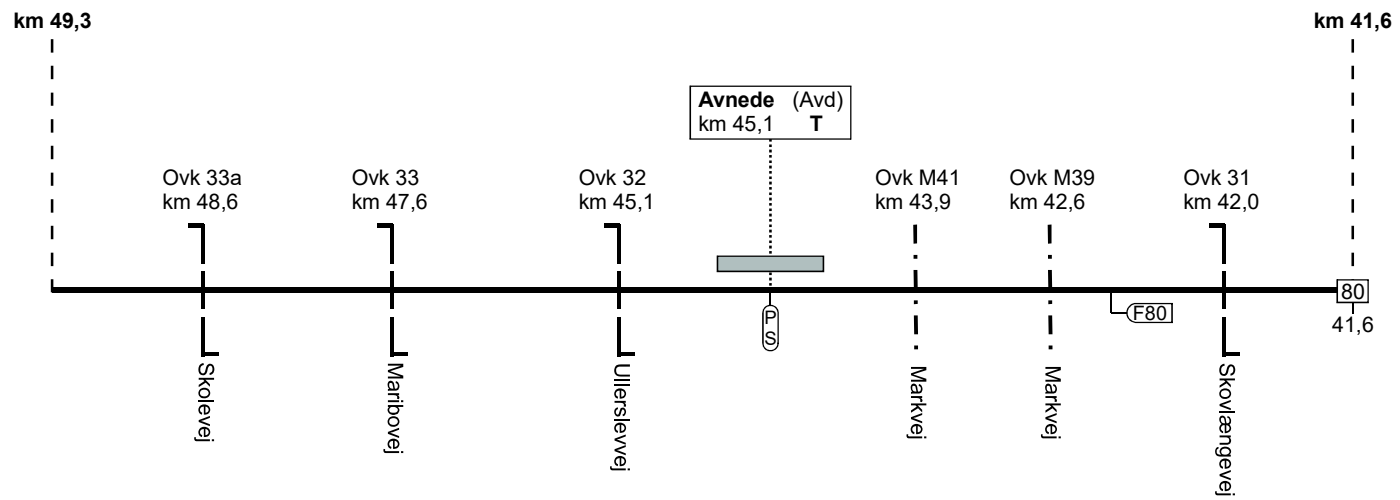 km 49,3
km 41,6
Avnede (Avd)
km 45,1 T
Ovk 33a
km 48,6
Ovk 33
km 47,6
Ovk 32
km 45,1
Ovk M41
km 43,9
Ovk M39
km 42,6
Ovk 31
km 42,0
80
41,6
F80
P
S
Skolevej
Maribovej
Ullerslevvej
Markvej
Markvej
Skovlængevej